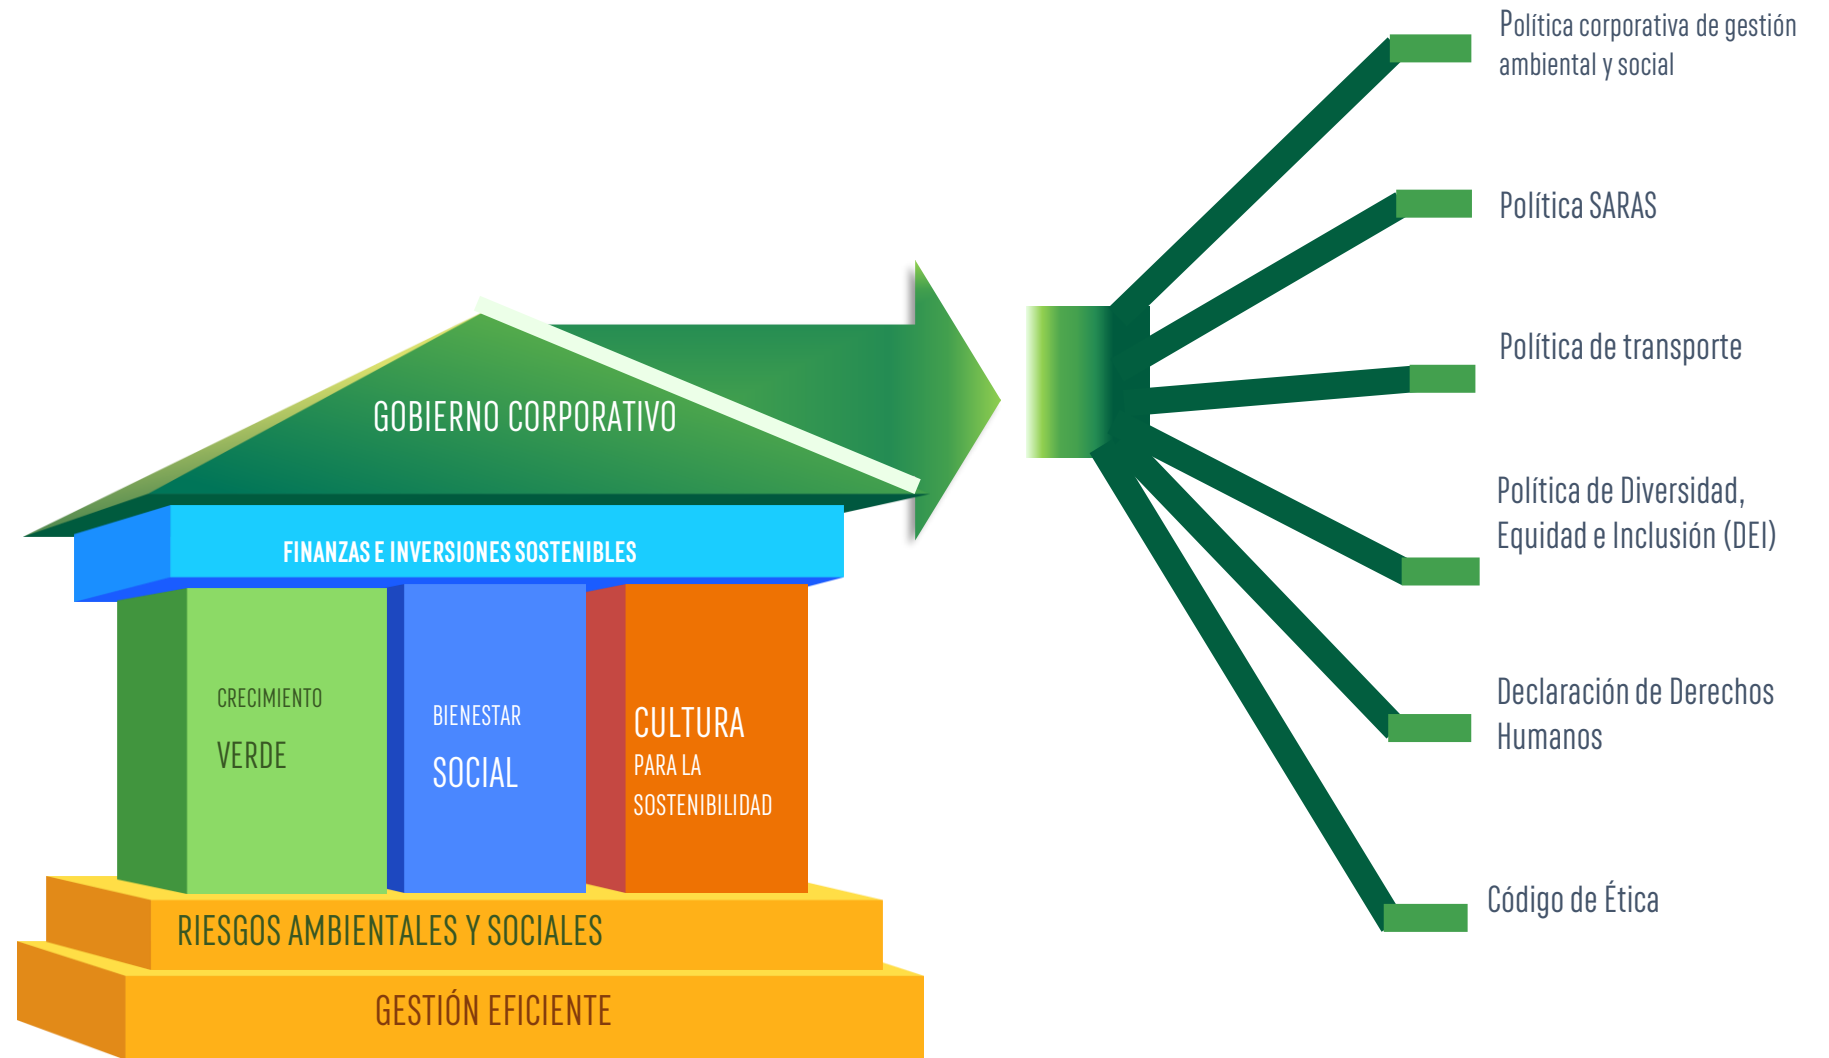 GOBIERNO CORPORATIVO
FINANZAS E INVERSIONES SOSTENIBLES
CRECIMIENTO
VERDE
BIENESTAR
SOCIAL
CULTURA
PARA LA
SOSTENIBILIDAD
RIESGOS AMBIENTALES Y SOCIALES
GESTIÓN EFICIENTE
Política corporativa de gestión
ambiental y social
Política SARAS
Política de transporte
Política de Diversidad,
Equidad e Inclusión (DEI)
Declaración de Derechos
Humanos
Código de Ética